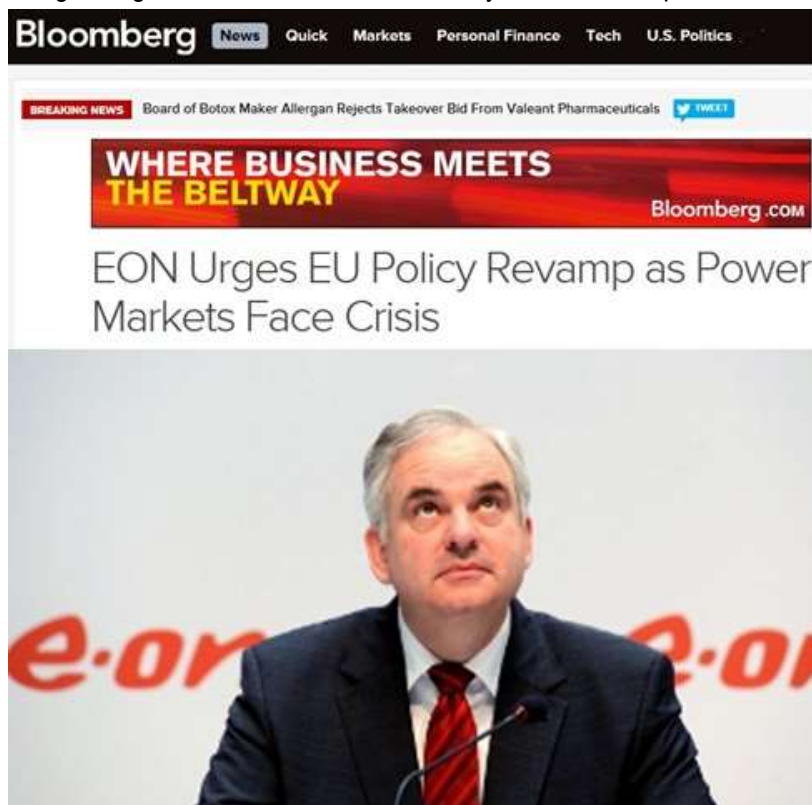 Bloomberg News Quick Markets Personal Finance Tech U.S. Politics
BREAKING NEWS Board of Botox Maker Allergan Rejects Takeover Bid From Valeant Pharmaceuticals TWEET
WHERE BUSINESS MEETS
THE BELTWAY
Bloomberg.COM
EON Urges EU Policy Revamp as Power
Markets Face Crisis
e·on e·on